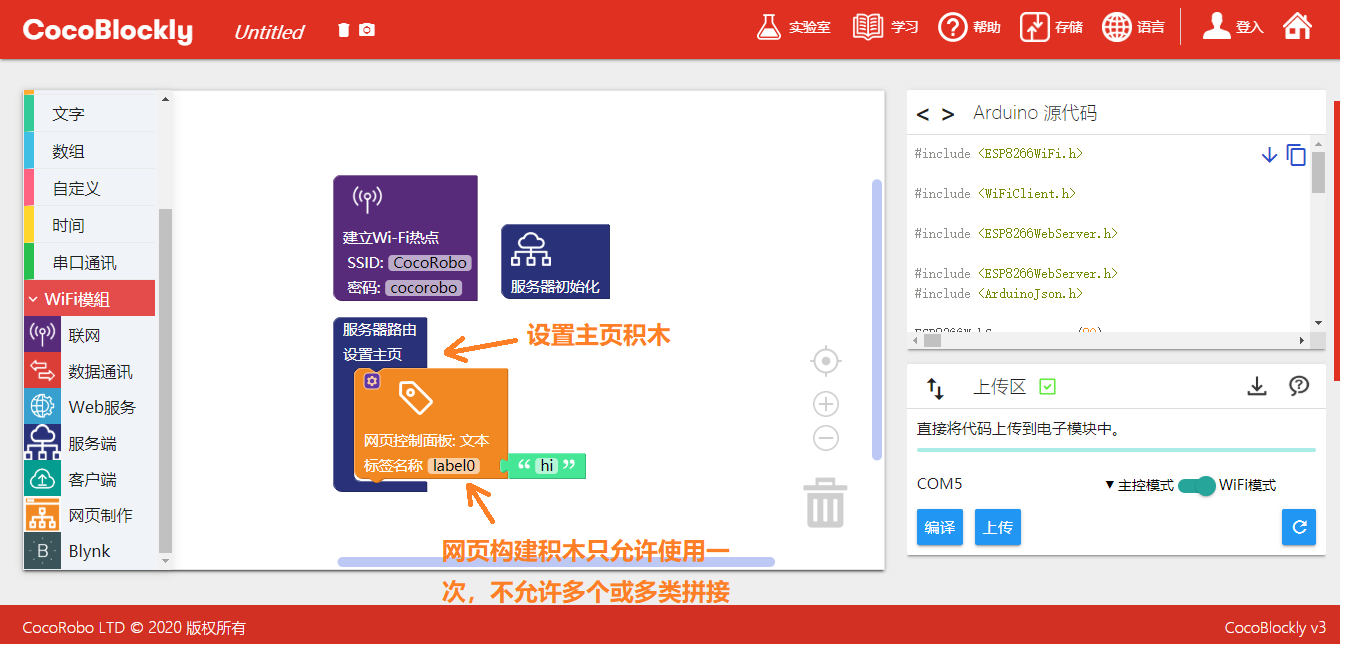 CocoBlockly
Untitled
实验室
学习
帮助
存储
语言
登入
文字
数组
自定义
时间
串口通讯
WiFi模组
联网
数据通讯
Web服务
服务端
客户端
网页制作
B Blynk
建立Wi-Fi热点
SSID: CocoRobo
密码: cocorobo
服务器初始化
服务器路由
设置主页
设置主页积木
网页控制面板: 文本
标签名称 label0
“ hi ”
网页构建积木只允许使用一
次，不允许多个或多类拼接
< > Arduino 源代码
#include <ESP8266WiFi.h>
#include <WiFiClient.h>
#include <ESP8266WebServer.h>
#include <ESP8266WebServer.h>
#include <ArduinoJson.h>
上传区
直接将代码上传到电子模块中。
COM5
▼主控模式
WiFi模式
编译
上传
CocoRobo LTD © 2020 版权所有
CocoBlockly v3